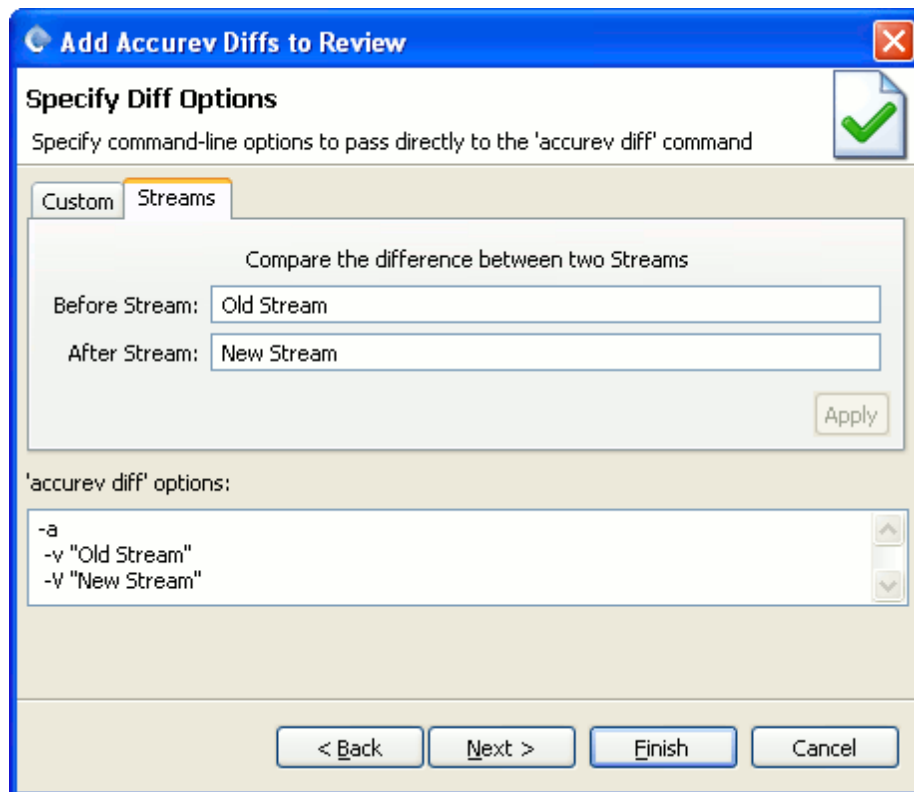 Add Accurev Diffs to Review
Specify Diff Options
Specify command-line options to pass directly to the 'accurev diff' command
Custom
Streams
Compare the difference between two Streams
Before Stream: Old Stream
After Stream: New Stream
Apply
'accurev diff' options:
-a
-v "Old Stream"
-V "New Stream"
< Back
Next >
Finish
Cancel